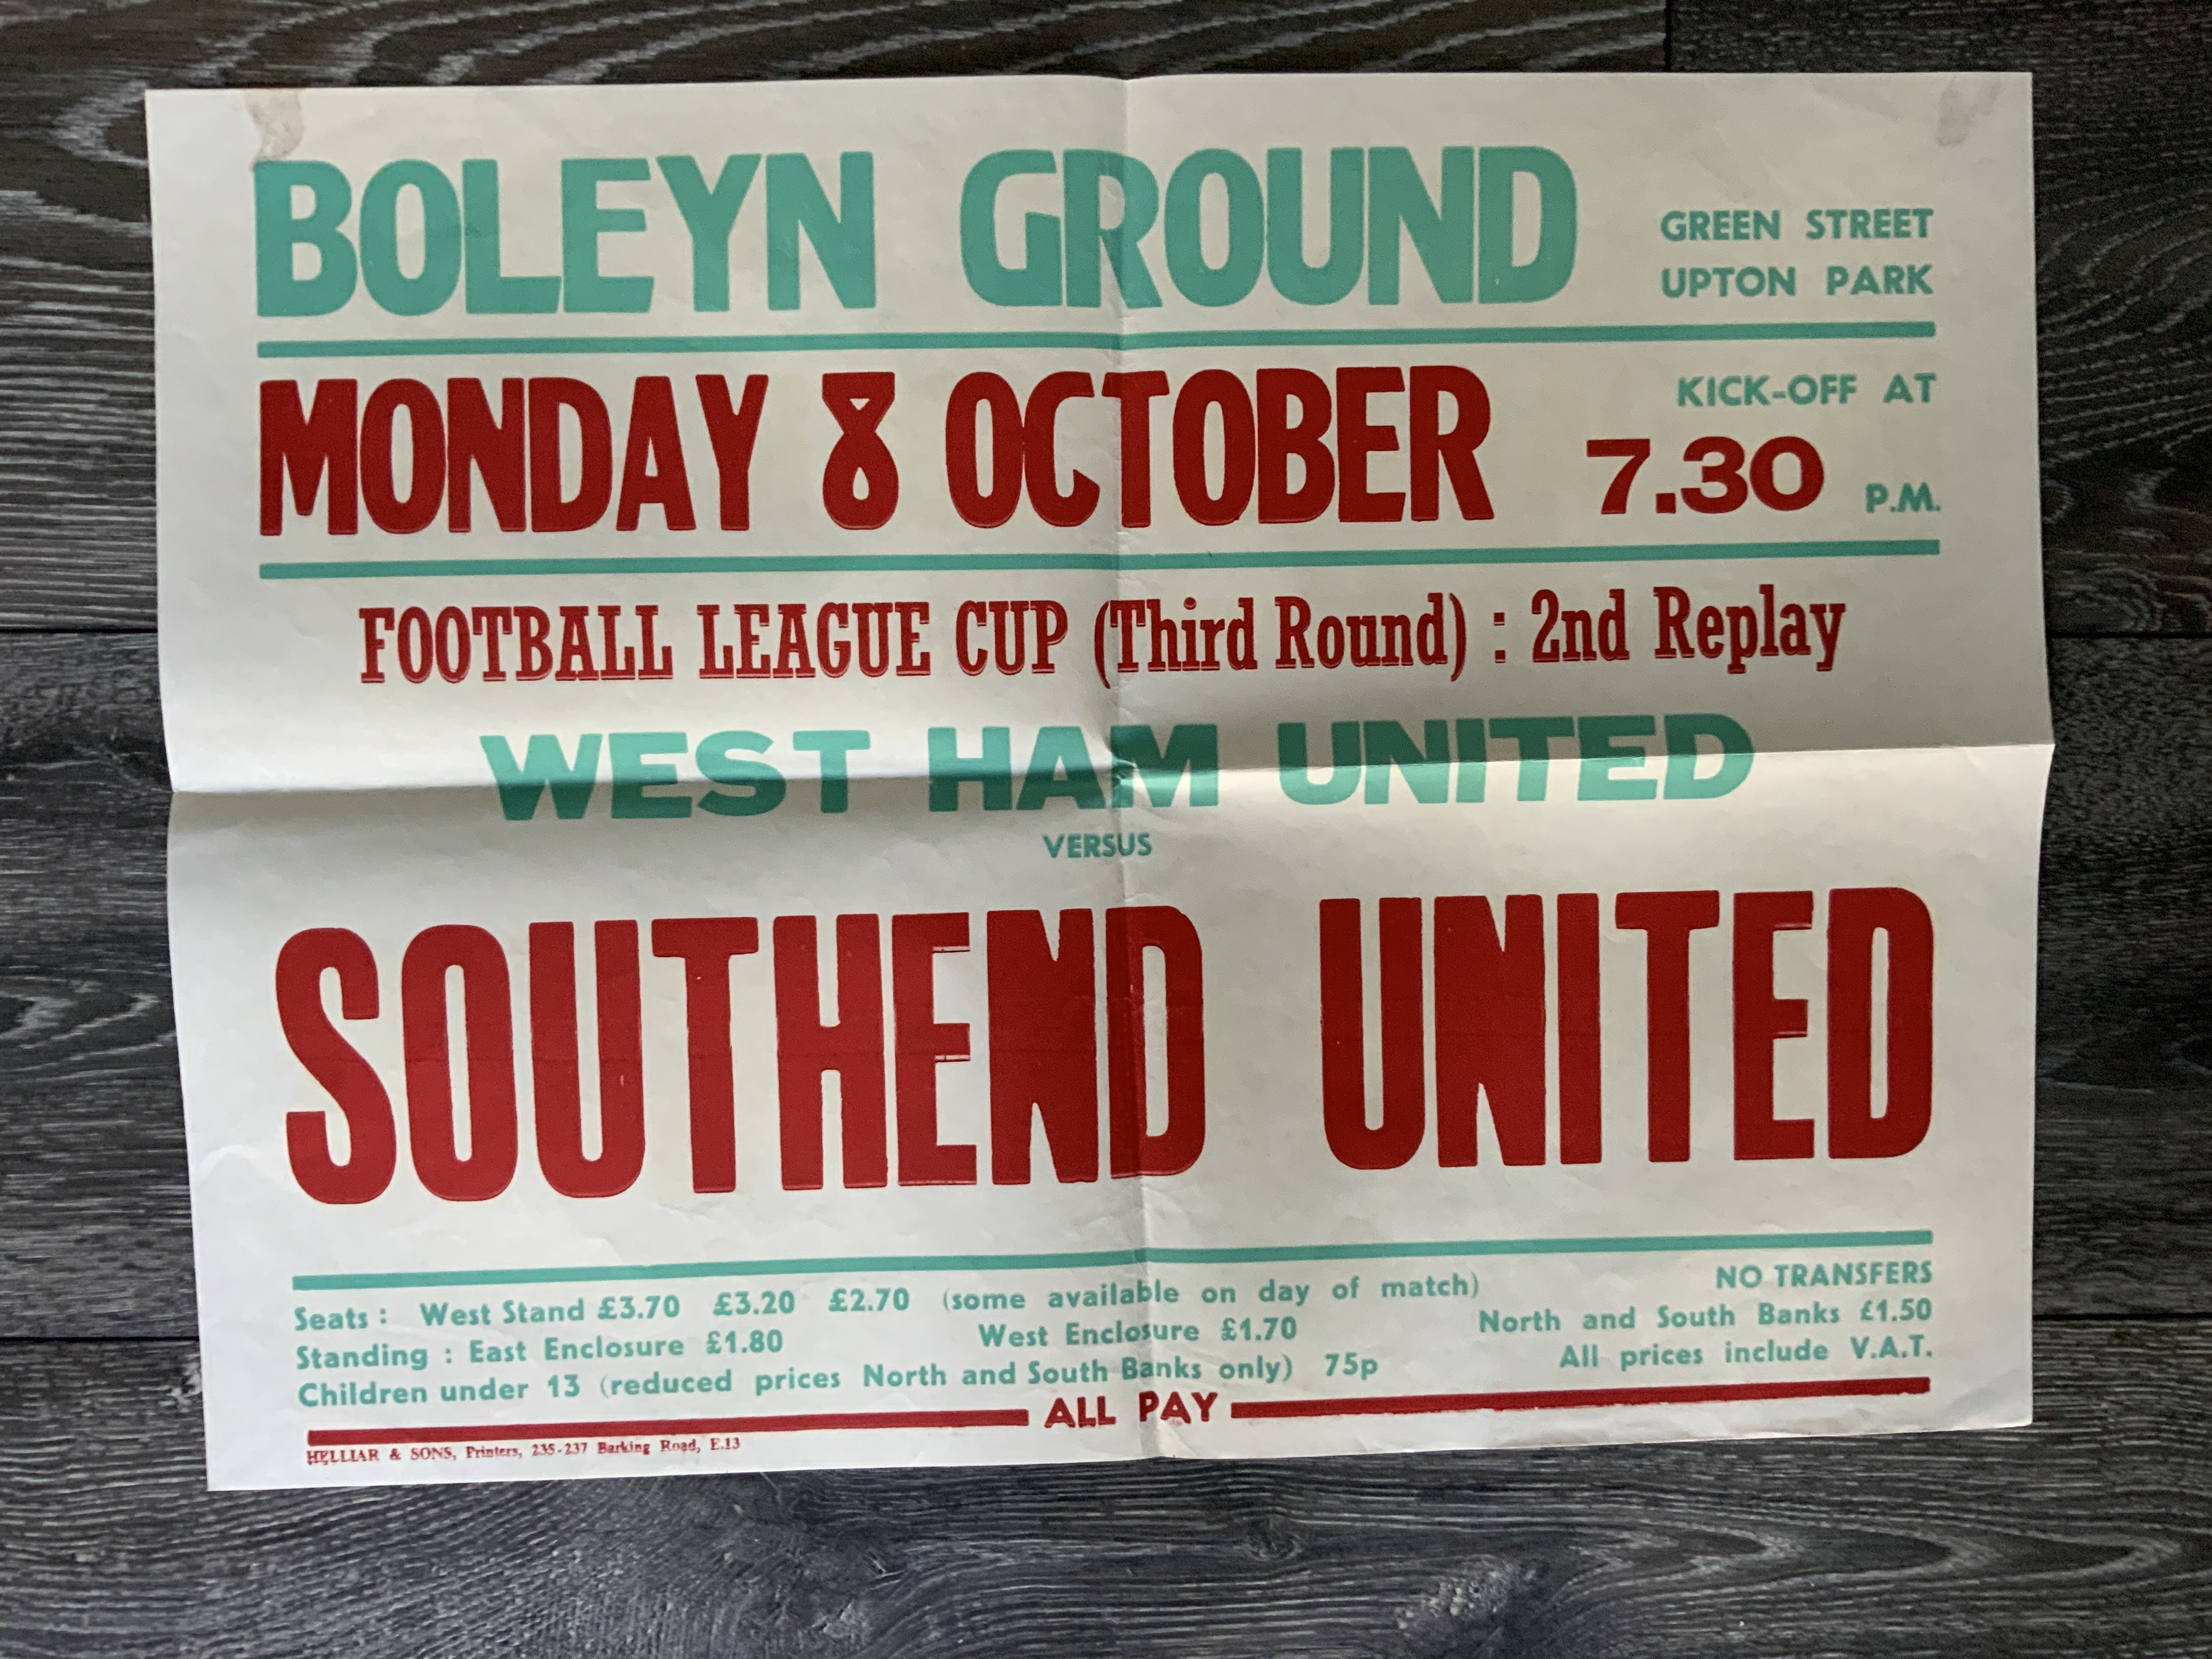 BOLEYN GROUND
GREEN STREET
UPTON PARK
MONDAY 8 OCTOBER
KICK-OFF AT
7.30 P.M.
FOOTBALL LEAGUE CUP (Third Round) : 2nd Replay
WEST HAM UNITED
VERSUS
SOUTHEND UNITED
Seats : West Stand £3.70 £3.20 £2.70 (some available on day of match) NO TRANSFERS
Standing : East Enclosure £1.80 West Enclosure £1.70 North and South Banks £1.50
Children under 13 (reduced prices North and South Banks only) 75p All prices include V.A.T.
ALL PAY
HELLIAR & SONS, Printers, 235-237 Barking Road, E.13